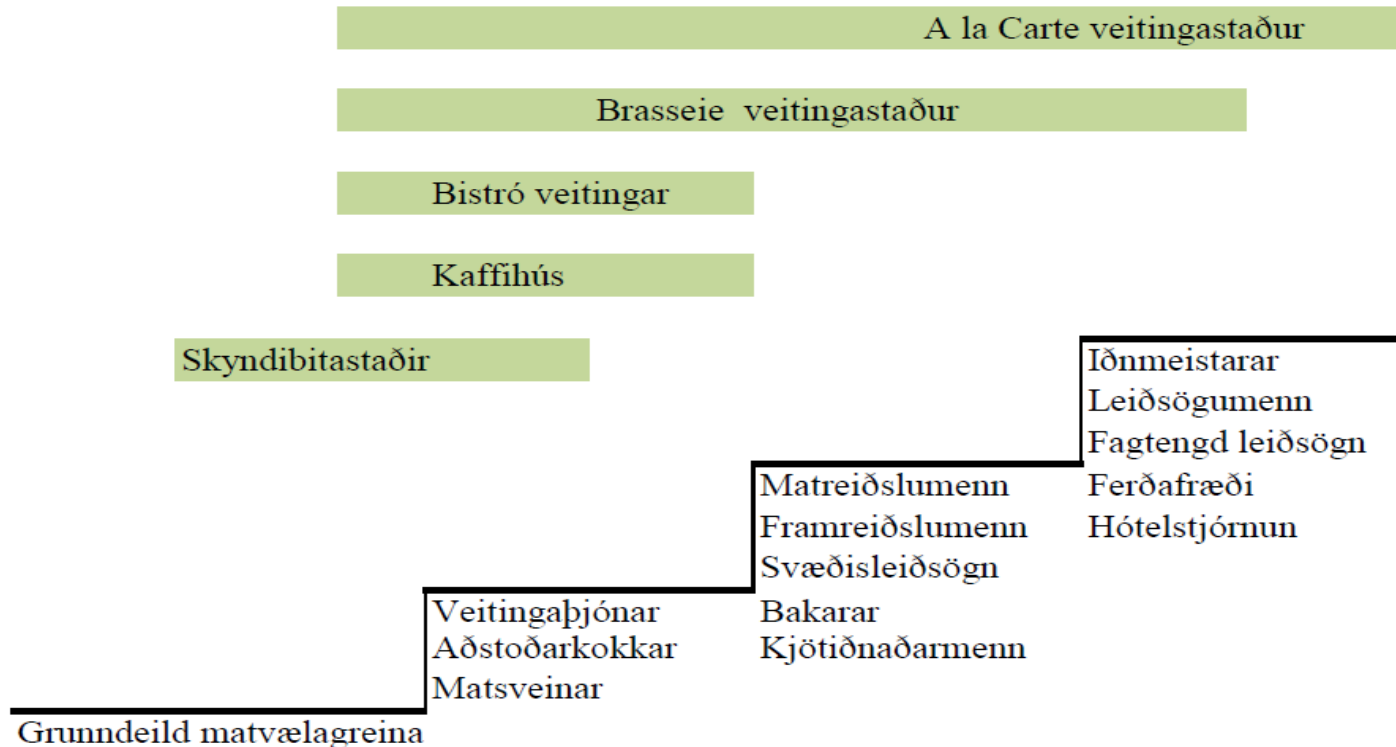 A la Carte veitingastaður
Brasseie veitingastaður
Bistró veitingar
Kaffihús
Skyndibitastaðir
Iðnmeistarar
Leiðsögumenn
Fagtengd leiðsögn
Ferðafræði
Hótelstjórnun
Matreiðslumenn
Framreiðslumenn
Svæðisleiðsögn
Bakarar
Kjötiðnaðarmenn
Veitingaþjónar
Aðstoðarkokkar
Matsveinar
Grunndeild matvælagreina